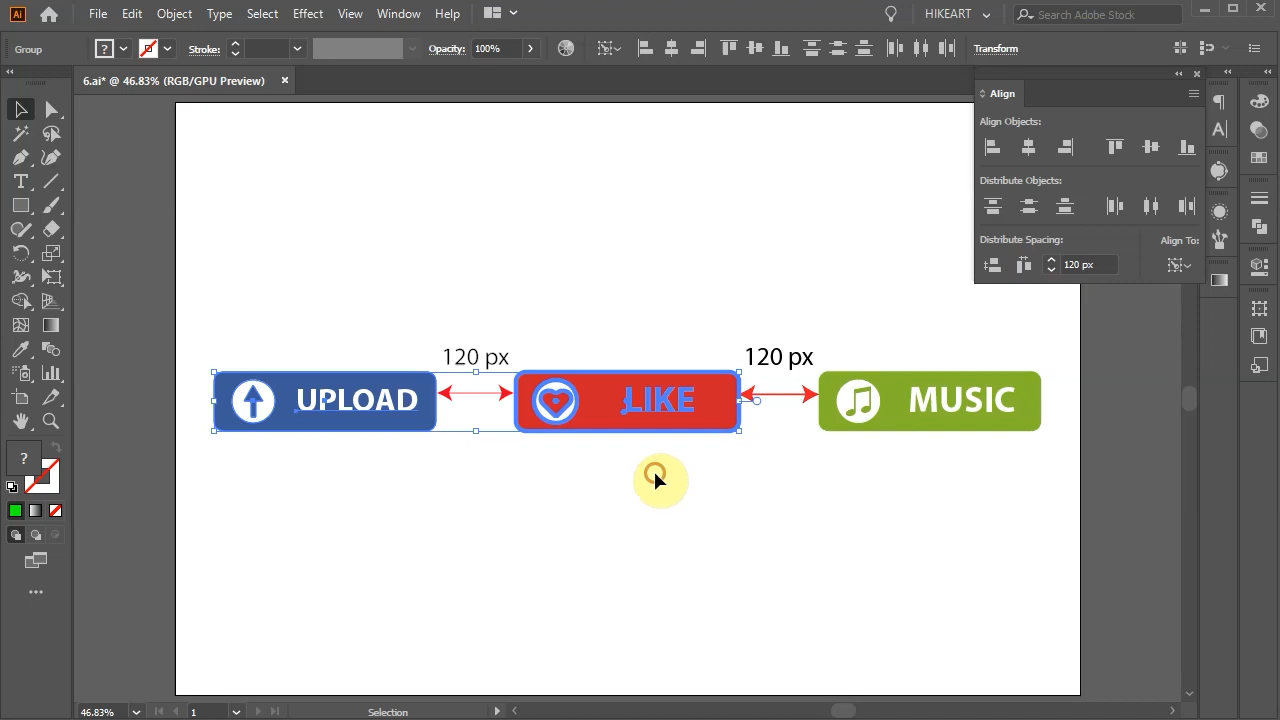 Ai File Edit Object Type Select Effect View Window Help HIKEART Search Adobe Stock
Group ? Stroke: Opacity: 100% Transform
6.ai* @ 46.83% (RGB/GPU Preview)
Align
Align Objects:
Distribute Objects:
Distribute Spacing: Align To:
120 px
120 px 120 px
UPLOAD LIKE MUSIC
?
46.83% 1 Selection